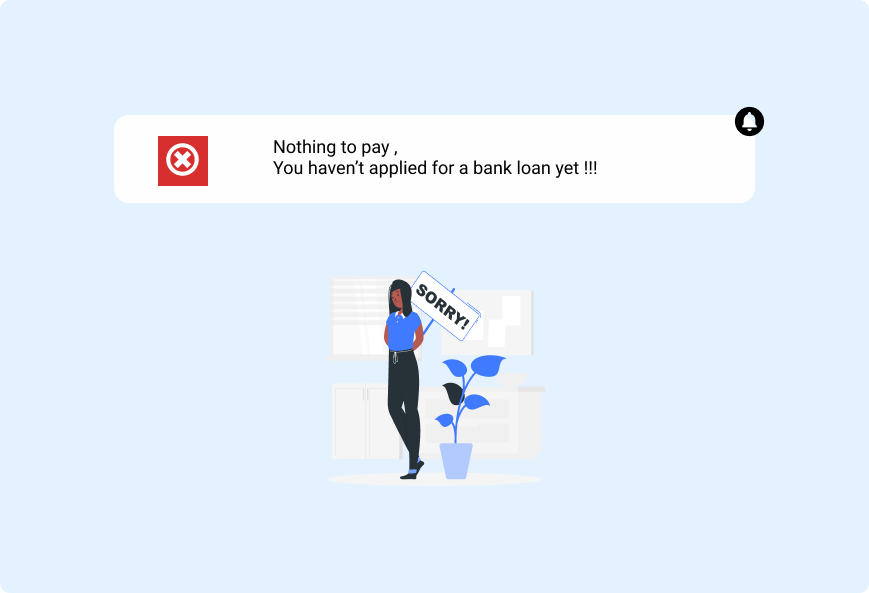 Nothing to pay ,
You haven’t applied for a bank loan yet !!!
SORRY!